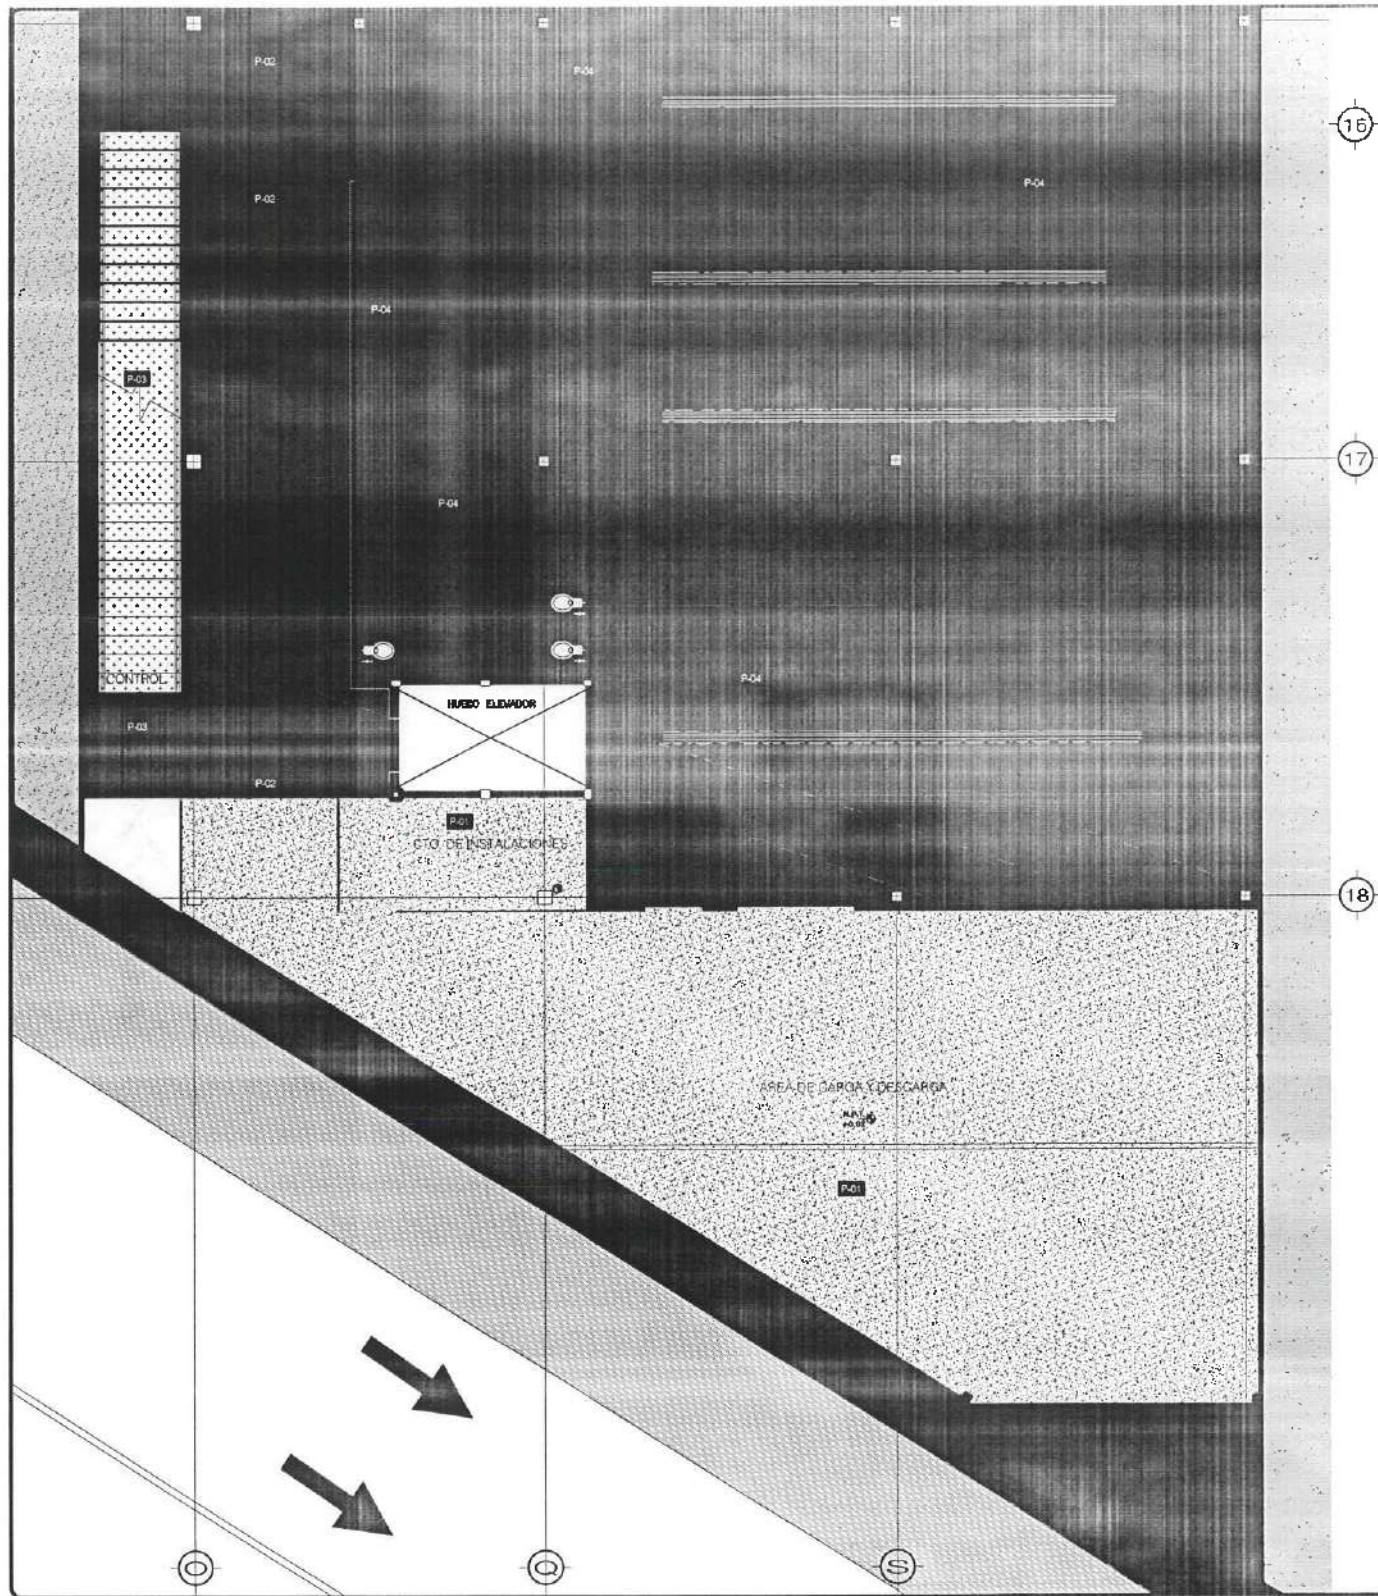 P-02
P-04
16
P-04
P-02
P-04
P-03
17
P-04
CONTROL
P-04
HUECO ELEVADOR
P-03
P-02
P-01
CTO. DE INSTALACIONES
18
AREA DE CARGA Y DESCARGA
N.P.T.
P-01
O
Q
S